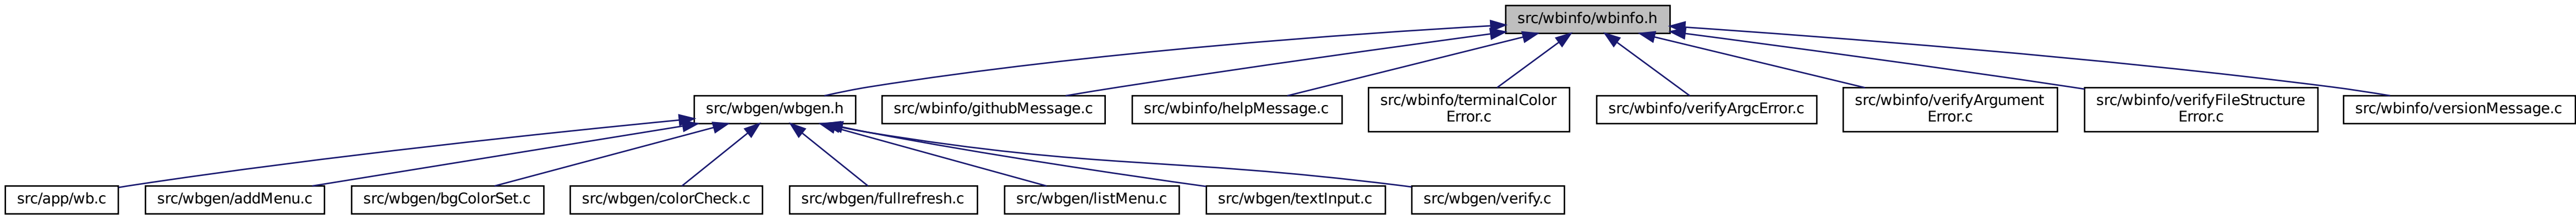 src/wbinfo/wbinfo.h
src/wbgen/wbgen.h
src/wbinfo/githubMessage.c
src/wbinfo/helpMessage.c
src/wbinfo/terminalColor
Error.c
src/wbinfo/verifyArgcError.c
src/wbinfo/verifyArgument
Error.c
src/wbinfo/verifyFileStructure
Error.c
src/wbinfo/versionMessage.c
src/app/wb.c
src/wbgen/addMenu.c
src/wbgen/bgColorSet.c
src/wbgen/colorCheck.c
src/wbgen/fullrefresh.c
src/wbgen/listMenu.c
src/wbgen/textInput.c
src/wbgen/verify.c